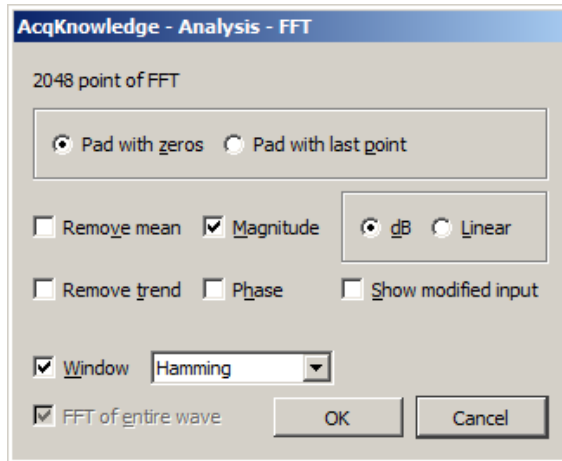 AcqKnowledge - Analysis - FFT
2048 point of FFT
Pad with zeros Pad with last point
Remove mean Magnitude dB Linear
Remove trend Phase Show modified input
Window Hamming
FFT of entire wave OK Cancel